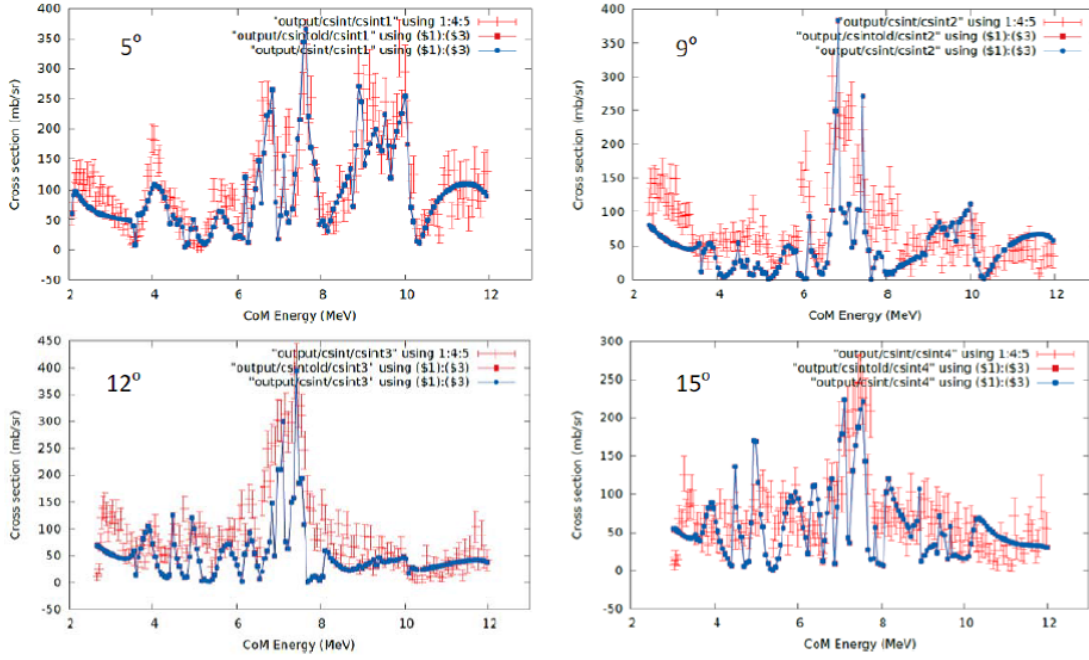 "output/csint/csint1" using 1:4:5
"output/csintold/csint1" using ($1):($3)
"output/csint/csint1" using ($1):($3)
5°
400
350
300
250
200
150
100
50
0
-50
Cross section (mb/sr)
2 4 6 8 10 12
CoM Energy (MeV)
"output/csint/csint2" using 1:4:5
"output/csintold/csint2" using ($1):($3)
"output/csint/csint2" using ($1):($3)
9°
400
350
300
250
200
150
100
50
0
Cross section (mb/sr)
2 4 6 8 10 12
CoM Energy (MeV)
"output/csint/csint3" using 1:4:5
"output/csintold/csint3" using ($1):($3)
"output/csint/csint3" using ($1):($3)
12°
450
400
350
300
250
200
150
100
50
0
-50
Cross section (mb/sr)
2 4 6 8 10 12
CoM Energy (MeV)
"output/csint/csint4" using 1:4:5
"output/csintold/csint4" using ($1):($3)
"output/csint/csint4" using ($1):($3)
15°
300
250
200
150
100
50
0
-50
Cross section (mb/sr)
2 4 6 8 10 12
CoM Energy (MeV)